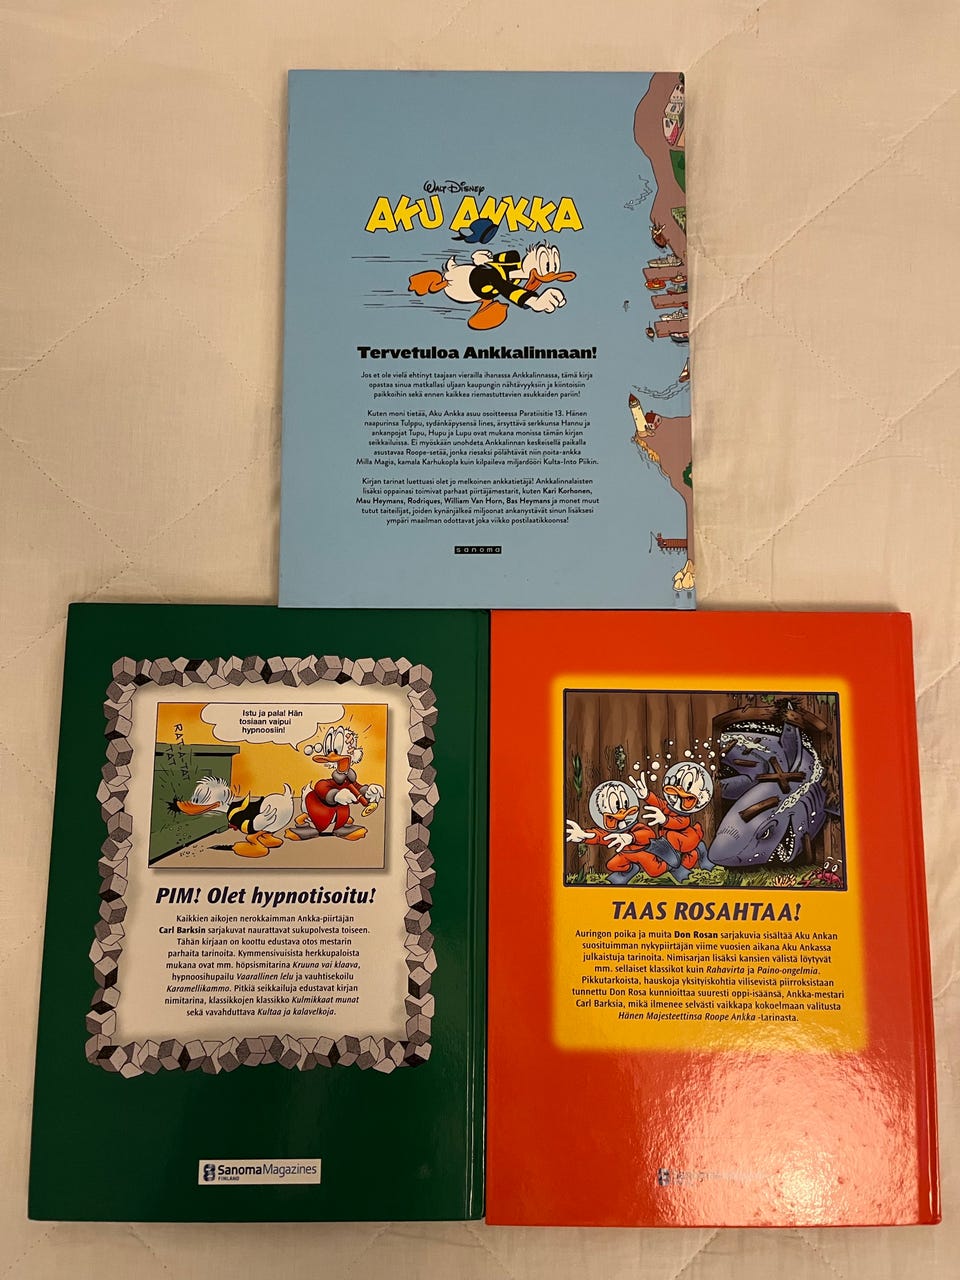 WALT DISNEY
AKU ANKKA
Tervetuloa Ankkalinnaan!
Jos et ole vielä ehtinyt taajaan vierailla ihanassa Ankkalinnassa, tämä kirja
opastaa sinua matkallasi uljaan kaupungin nähtävyyksiin ja kiintoisiin
paikkoihin sekä ennen kaikkea riemastuttavien asukkaiden pariin!
Kuten moni tietää, Aku Ankka asuu osoitteessa Paratiisitie 13. Hänen
naapurinsa Tulppu, sydänkäpysensä Iines, ärsyttävä serkkunsa Hannu ja
ankanpojat Tupu, Hupu ja Lupu ovat mukana monissa tämän kirjan
seikkailuissa. Ei myöskään unohdeta Ankkalinnan keskeisellä paikalla
asustavaa Roope-setää, jonka riesaksi pölähtävät niin noita-ankka
Milla Magia, kamala Karhukopla kuin kilpaileva miljardööri Kulta-Into Piikin.
Kirjan tarinat luettuasi olet jo melkoinen ankkatietäjä! Ankkalinnalaisten
lisäksi oppainasi toimivat parhaat piirtäjämestarit, kuten Kari Korhonen,
Mau Heymans, Rodriques, William Van Horn, Bas Heymans ja monet muut
tutut taiteilijat, joiden kynänjälkeä miljoonat ankanystävät sinun lisäksesi
ympäri maailman odottavat joka viikko postilaatikkoonsa!
sanoma
Istu ja pala! Hän
tosiaan vaipui
hypnoosiin!
RA-TA-TAT
TAT
PIM! Olet hypnotisoitu!
Kaikkien aikojen nerokkaimman Ankka-piirtäjän
Carl Barksin sarjakuvat naurattavat sukupolvesta toiseen.
Tähän kirjaan on koottu edustava otos mestarin
parhaita tarinoita. Kymmensivuisista herkkupaloista
mukana ovat mm. höpsismitarina Kruuna vai klaava,
hypnoosihupailu Vaarallinen lelu ja vauhtisekoilu
Karamellikamma. Pitkiä seikkailuja edustavat kirjan
nimitarina, klassikkojen klassikko Kulmikkaat munat
sekä vavahduttava Kultaa ja kalavelkoja.
SanomaMagazines
FINLAND
TAAS ROSAHTAA!
Auringon poika ja muita Don Rosan sarjakuvia sisältää Aku Ankan
suosituimman nykypiirtäjän viime vuosien aikana Aku Ankassa
julkaistuja tarinoita. Nimisarjan lisäksi kansien välistä löytyvät
mm. sellaiset klassikot kuin Rahavirta ja Paino-ongelmia.
Pikkutarkoista, hauskoja yksityiskohtia vilisevistä piirroksistaan
tunnettu Don Rosa kunnioittaa suuresti oppi-isäänsä, Ankka-mestari
Carl Barksia, mikä ilmenee selvästi vaikkapa kokoelmaan valitusta
Hänen Majesteettinsa Roope Ankka -tarinasta.